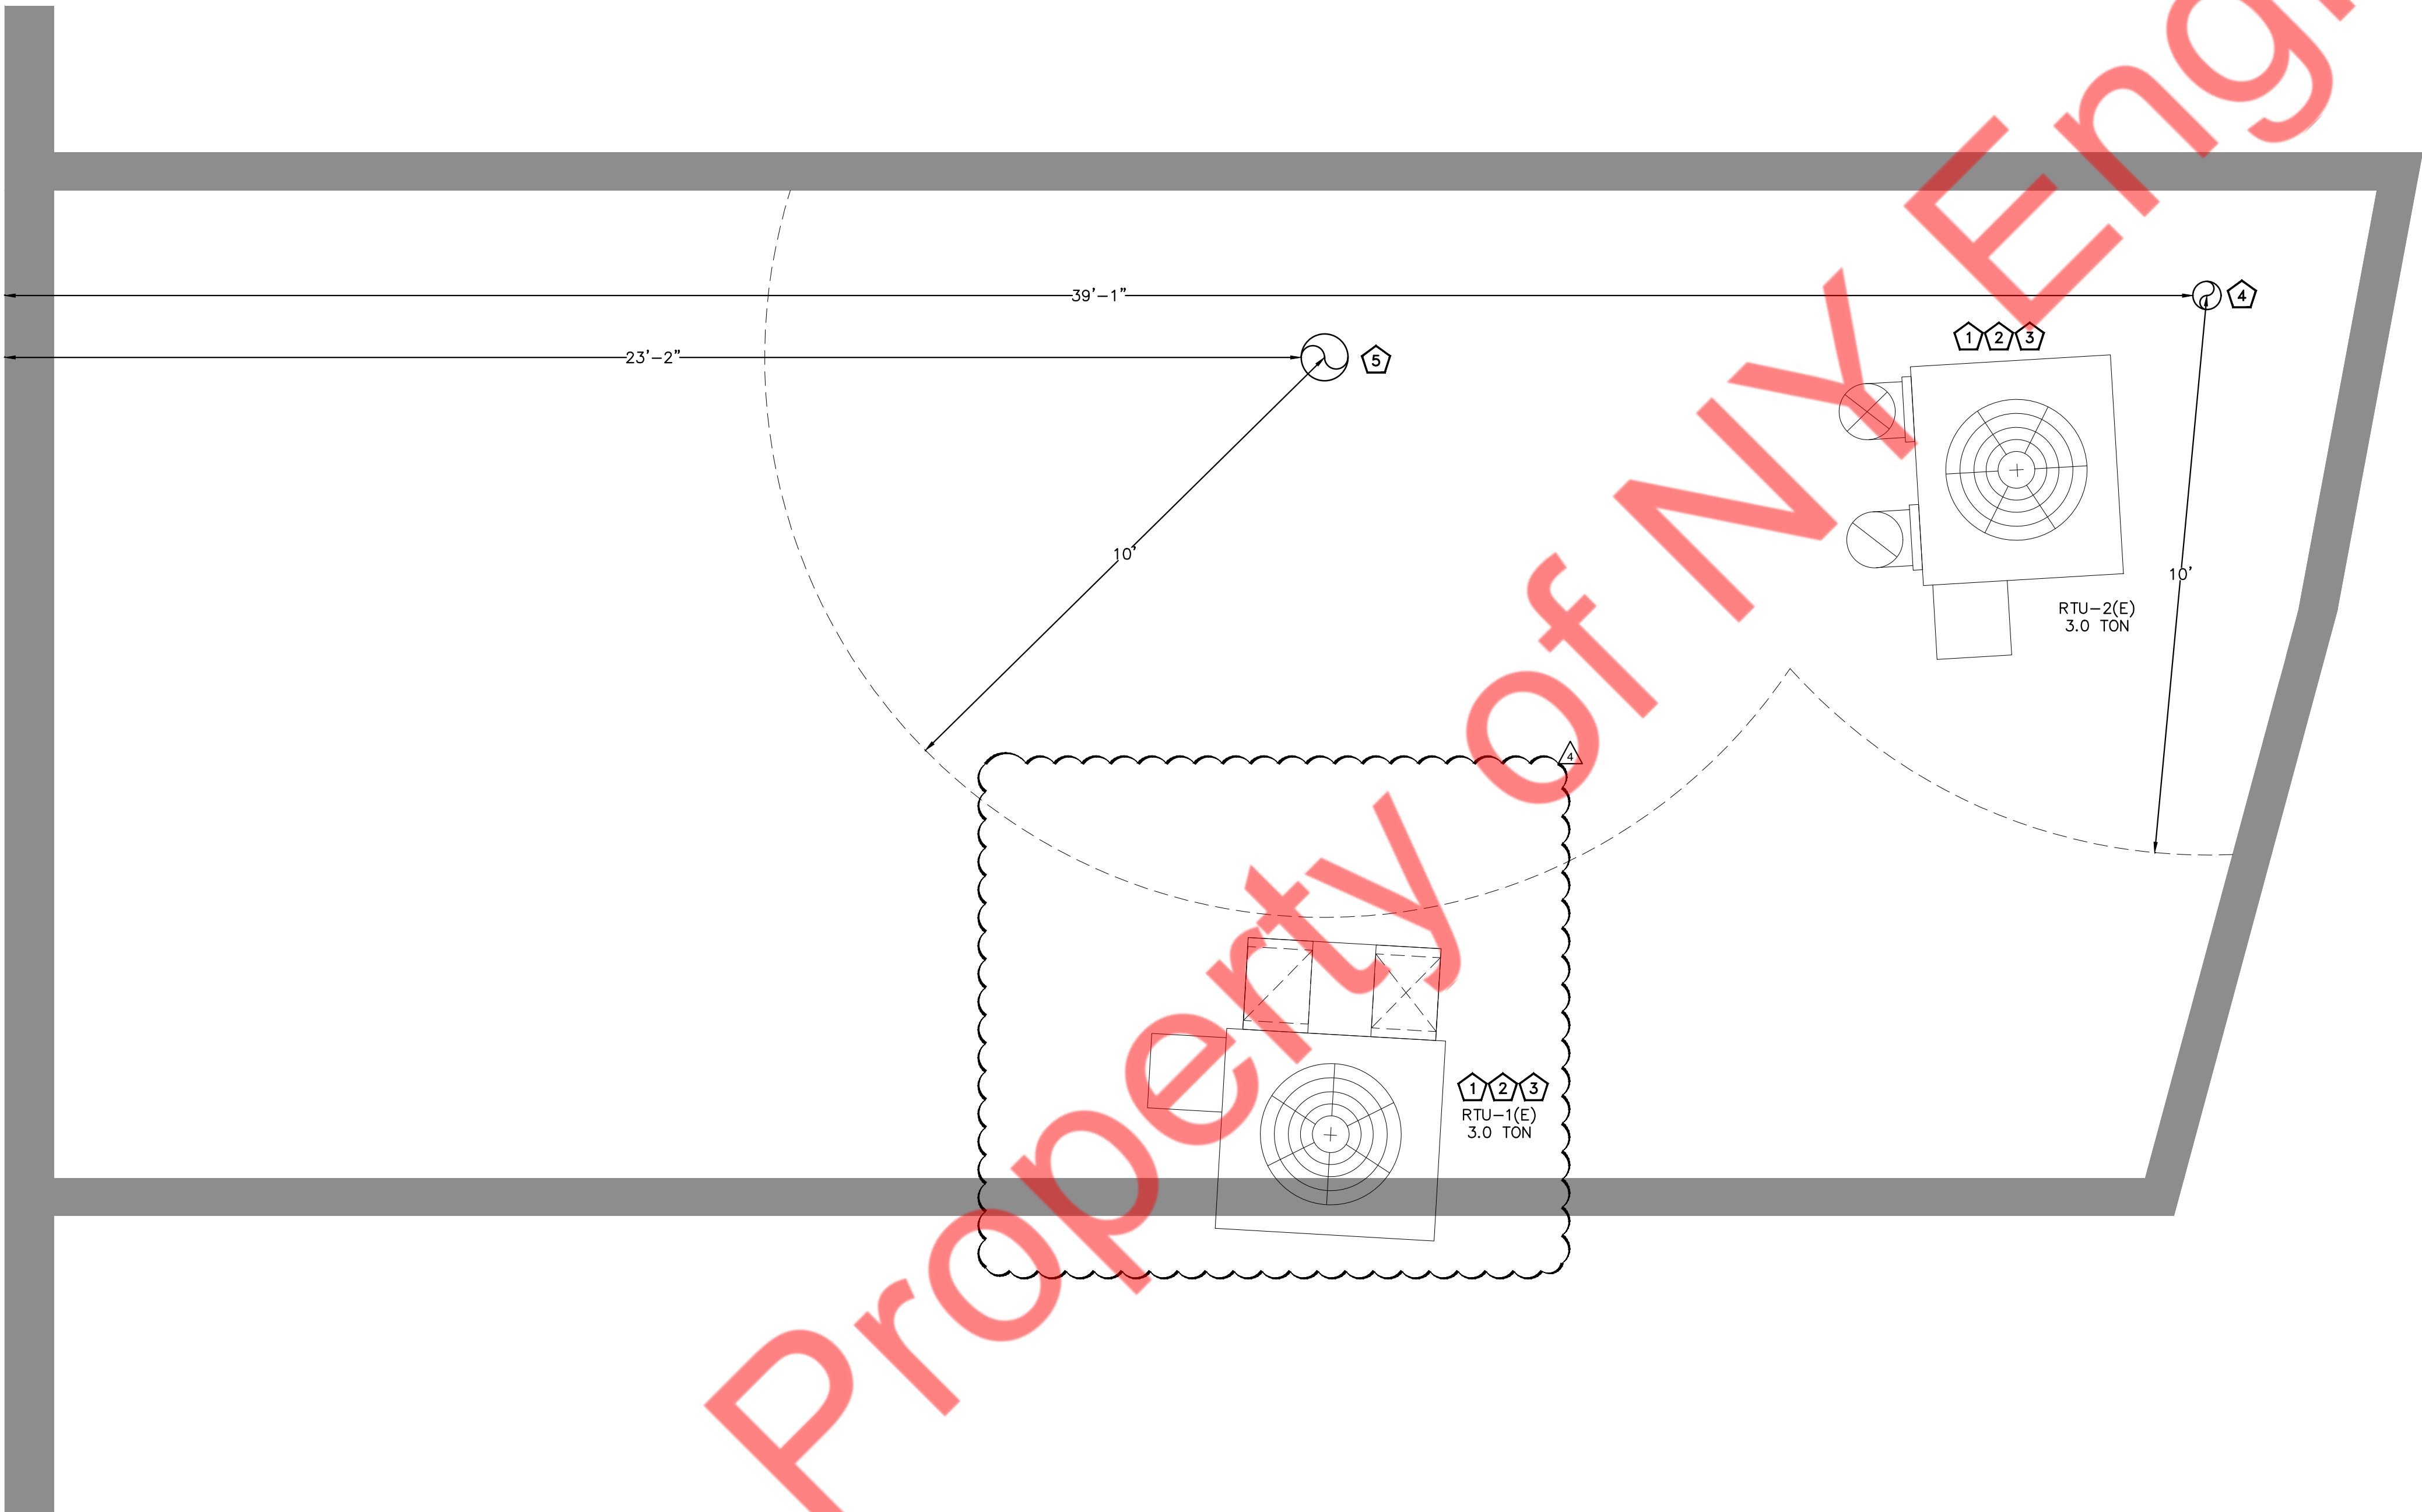 39'-1"
4
23'-2"
5
1 2 3
10'
10'
RTU-2(E)
3.0 TON
4
1 2 3
RTU-1(E)
3.0 TON
Property of NY Eng